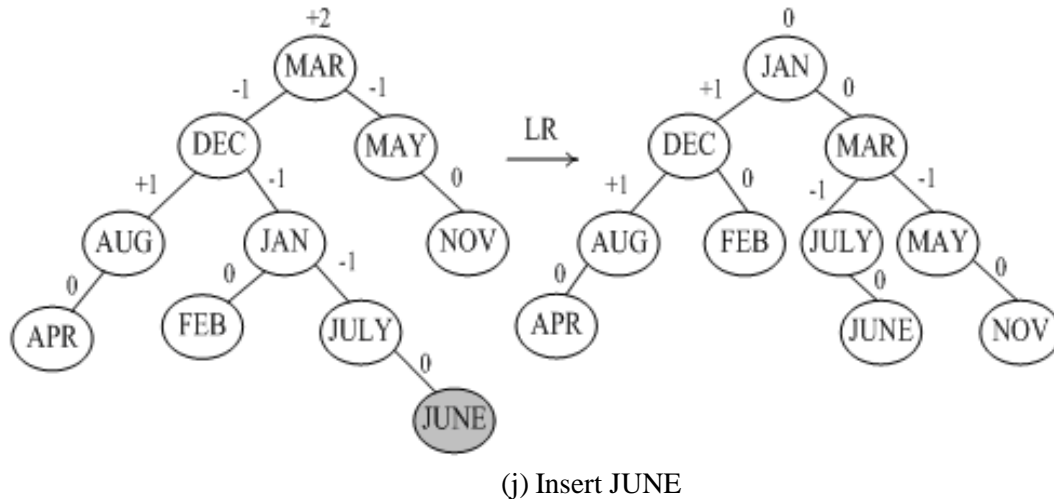 +2 0
MAR JAN
-1 -1 +1 0
DEC MAY LR DEC MAR
+1 -1 0 +1 0 -1 -1
AUG JAN NOV AUG FEB JULY MAY
0 0 -1 0 0 0
APR FEB JULY APR JUNE NOV
0
JUNE
(j) Insert JUNE